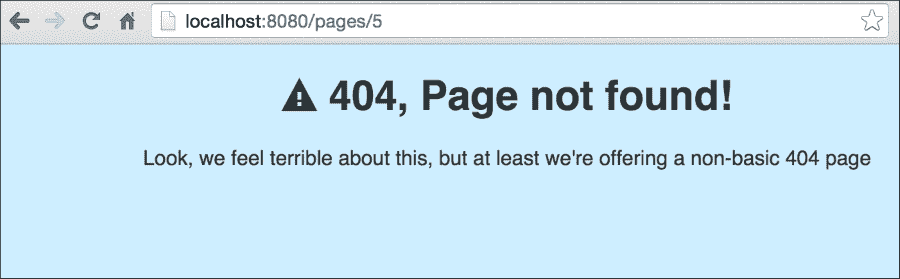 localhost:8080/pages/5
404, Page not found!
Look, we feel terrible about this, but at least we're offering a non-basic 404 page